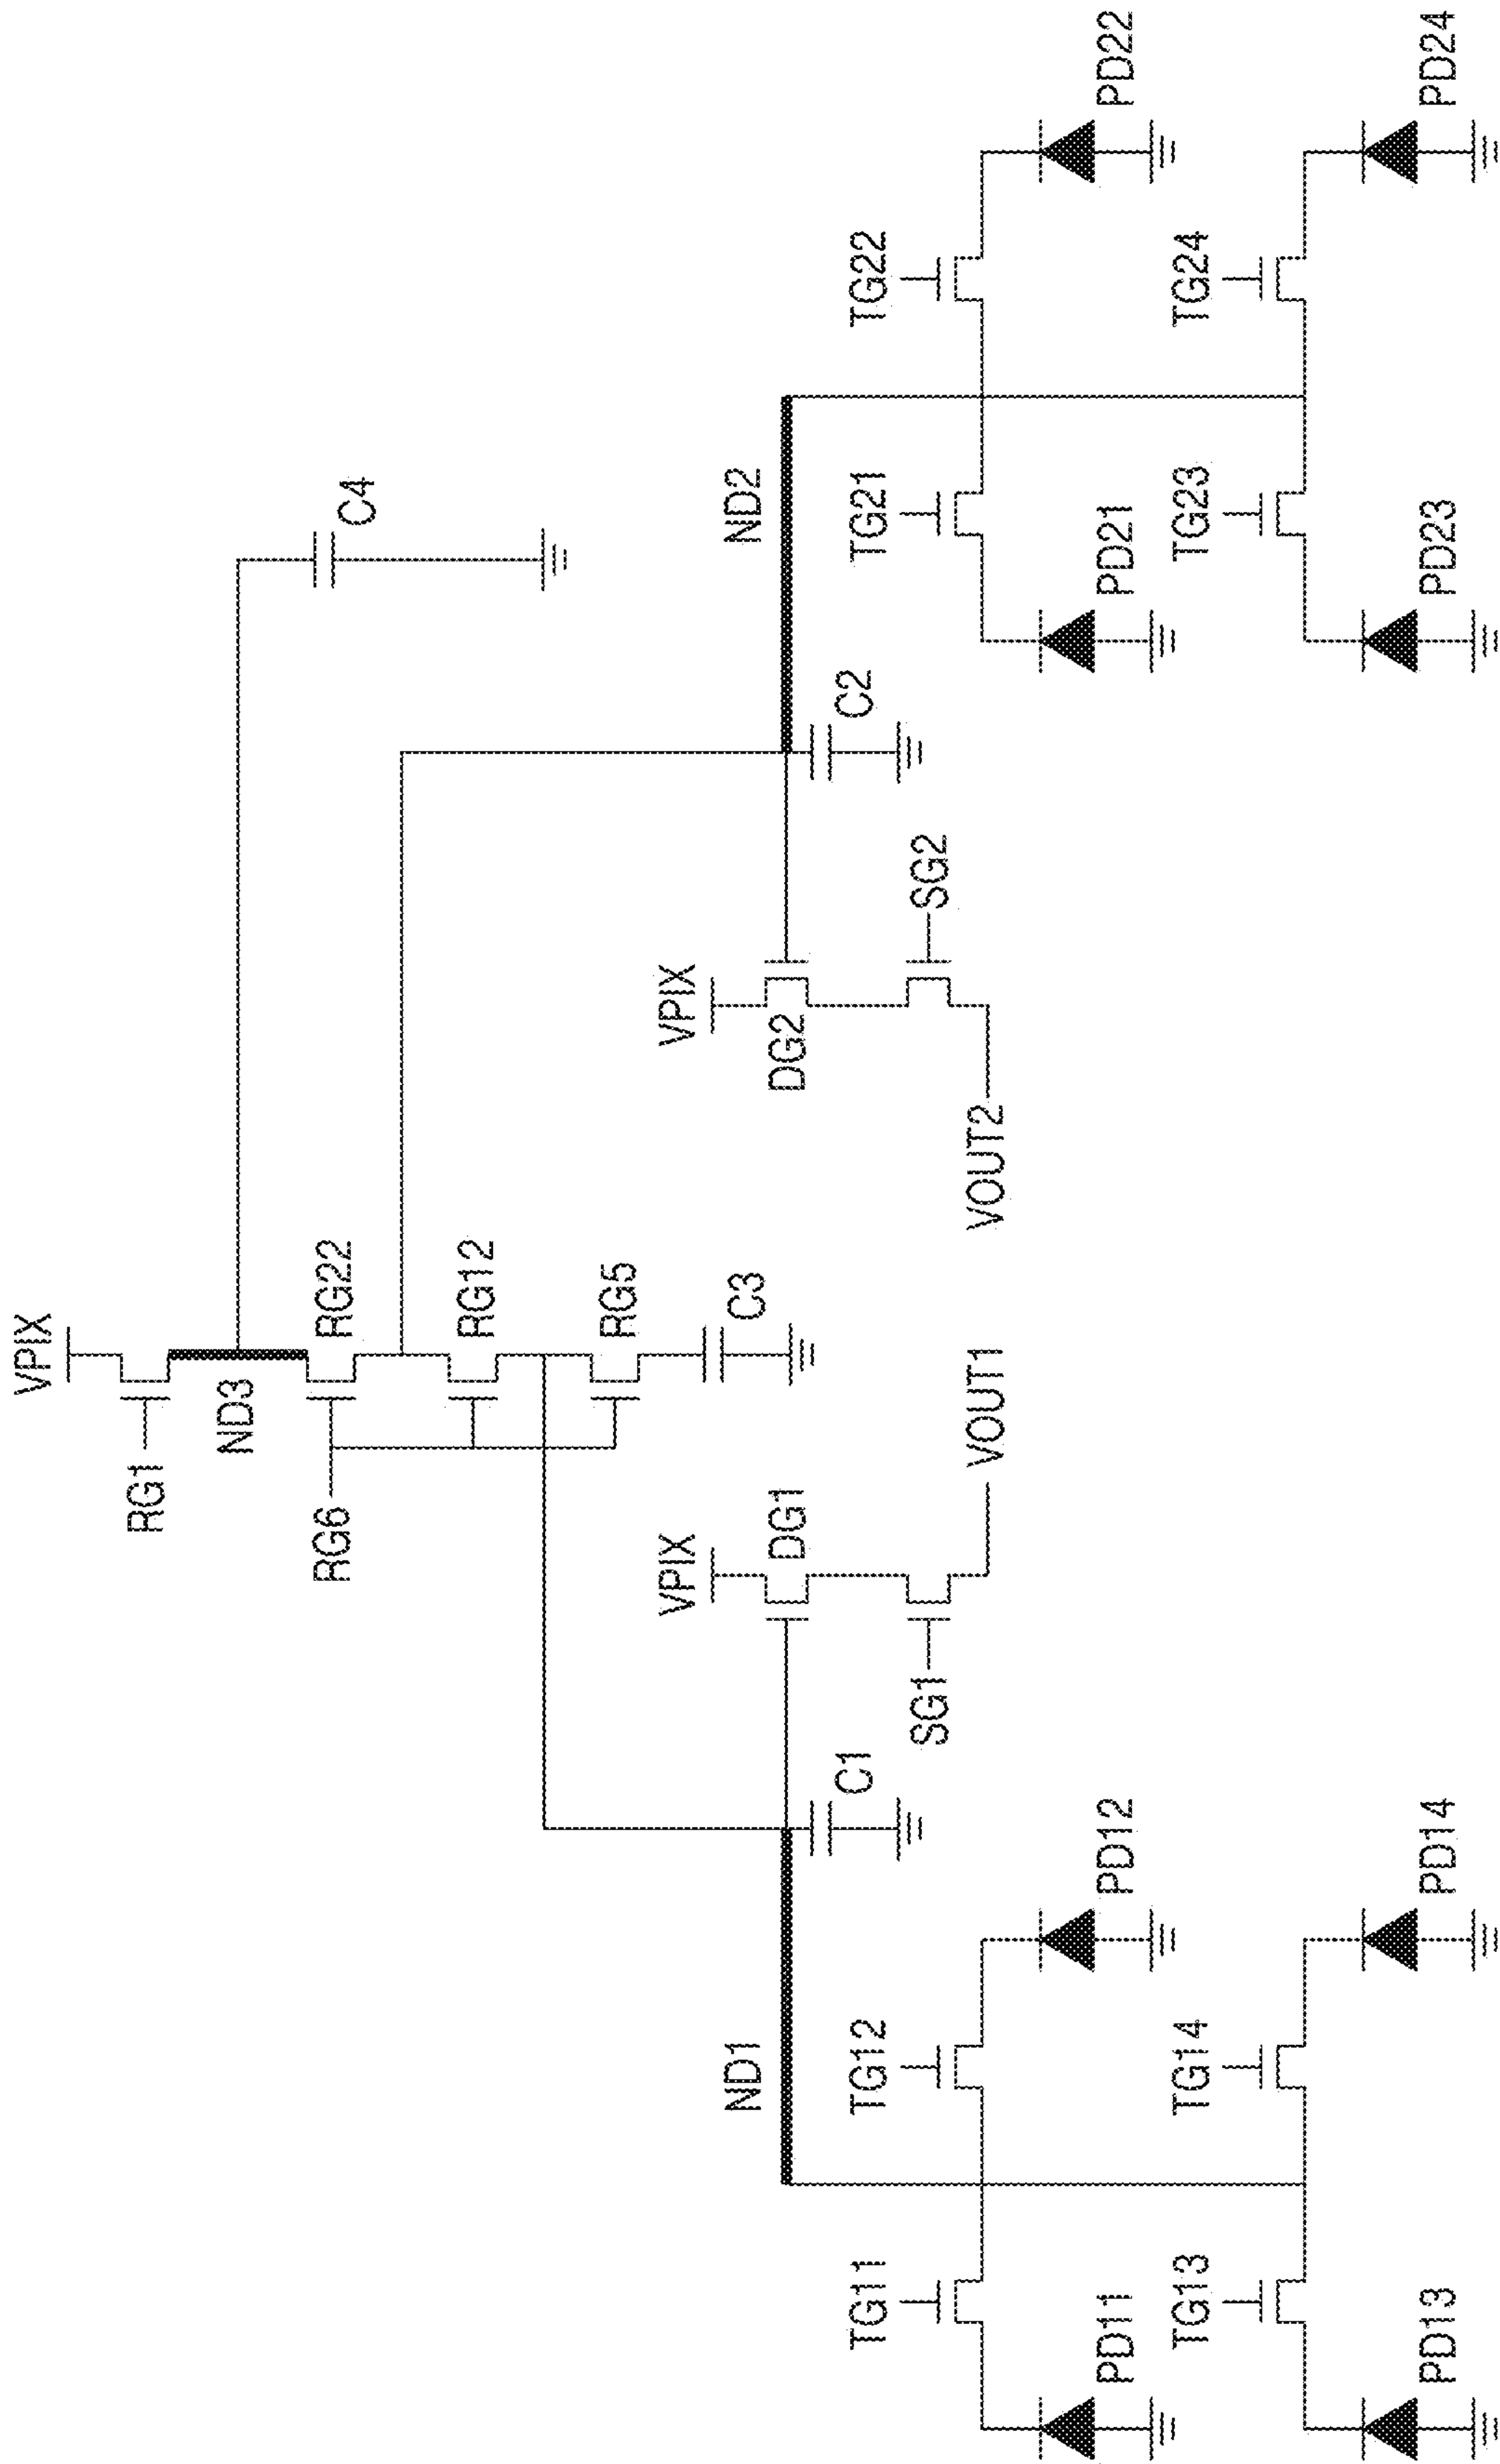 VPIX
RG1
ND3
C4
RG6
RG22
RG12
RG5
C3
VPIX
VPIX
ND1
ND2
DG1
DG2
C1
C2
TG11
TG12
TG21
TG22
SG1
SG2
VOUT1
VOUT2
PD11
PD12
PD21
PD22
TG13
TG14
TG23
TG24
PD13
PD14
PD23
PD24